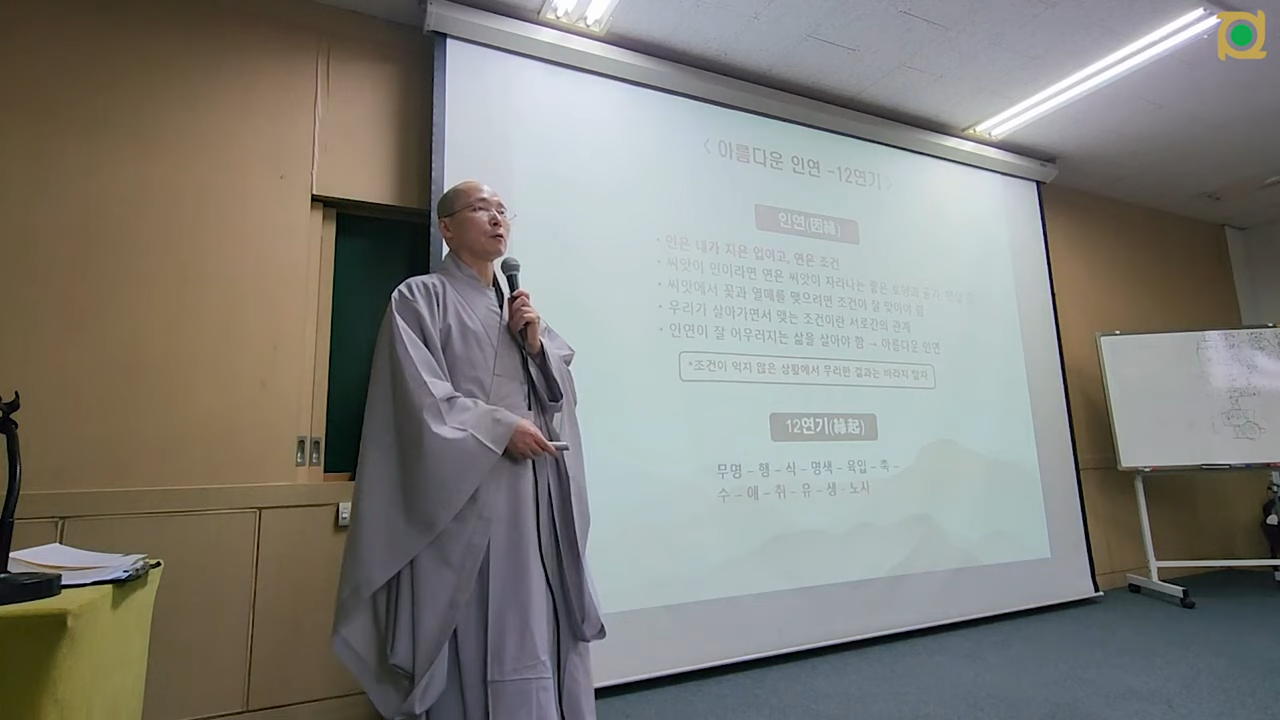 < 아름다운 인연 -12연기 >
인연(因緣)
• 인은 내가 지은 업이고, 연은 조건
• 씨앗이 인이라면 연은 씨앗이 자라나는 좋은 토양과 공기
• 씨앗에서 꽃과 열매를 맺으려면 조건이 잘 맞아야 함
• 우리가 살아가면서 맺는 조건이란 서로간의 관계
• 인연이 잘 어우러지는 삶을 살아야 함 → 아름다운 인연
*조건이 익지 않은 상황에서 무리한 결과는 바라지 말자
12연기(緣起)
무명 – 행 – 식 – 명색 – 육입 – 촉 –
수 – 애 – 취 – 유 – 생 – 노사